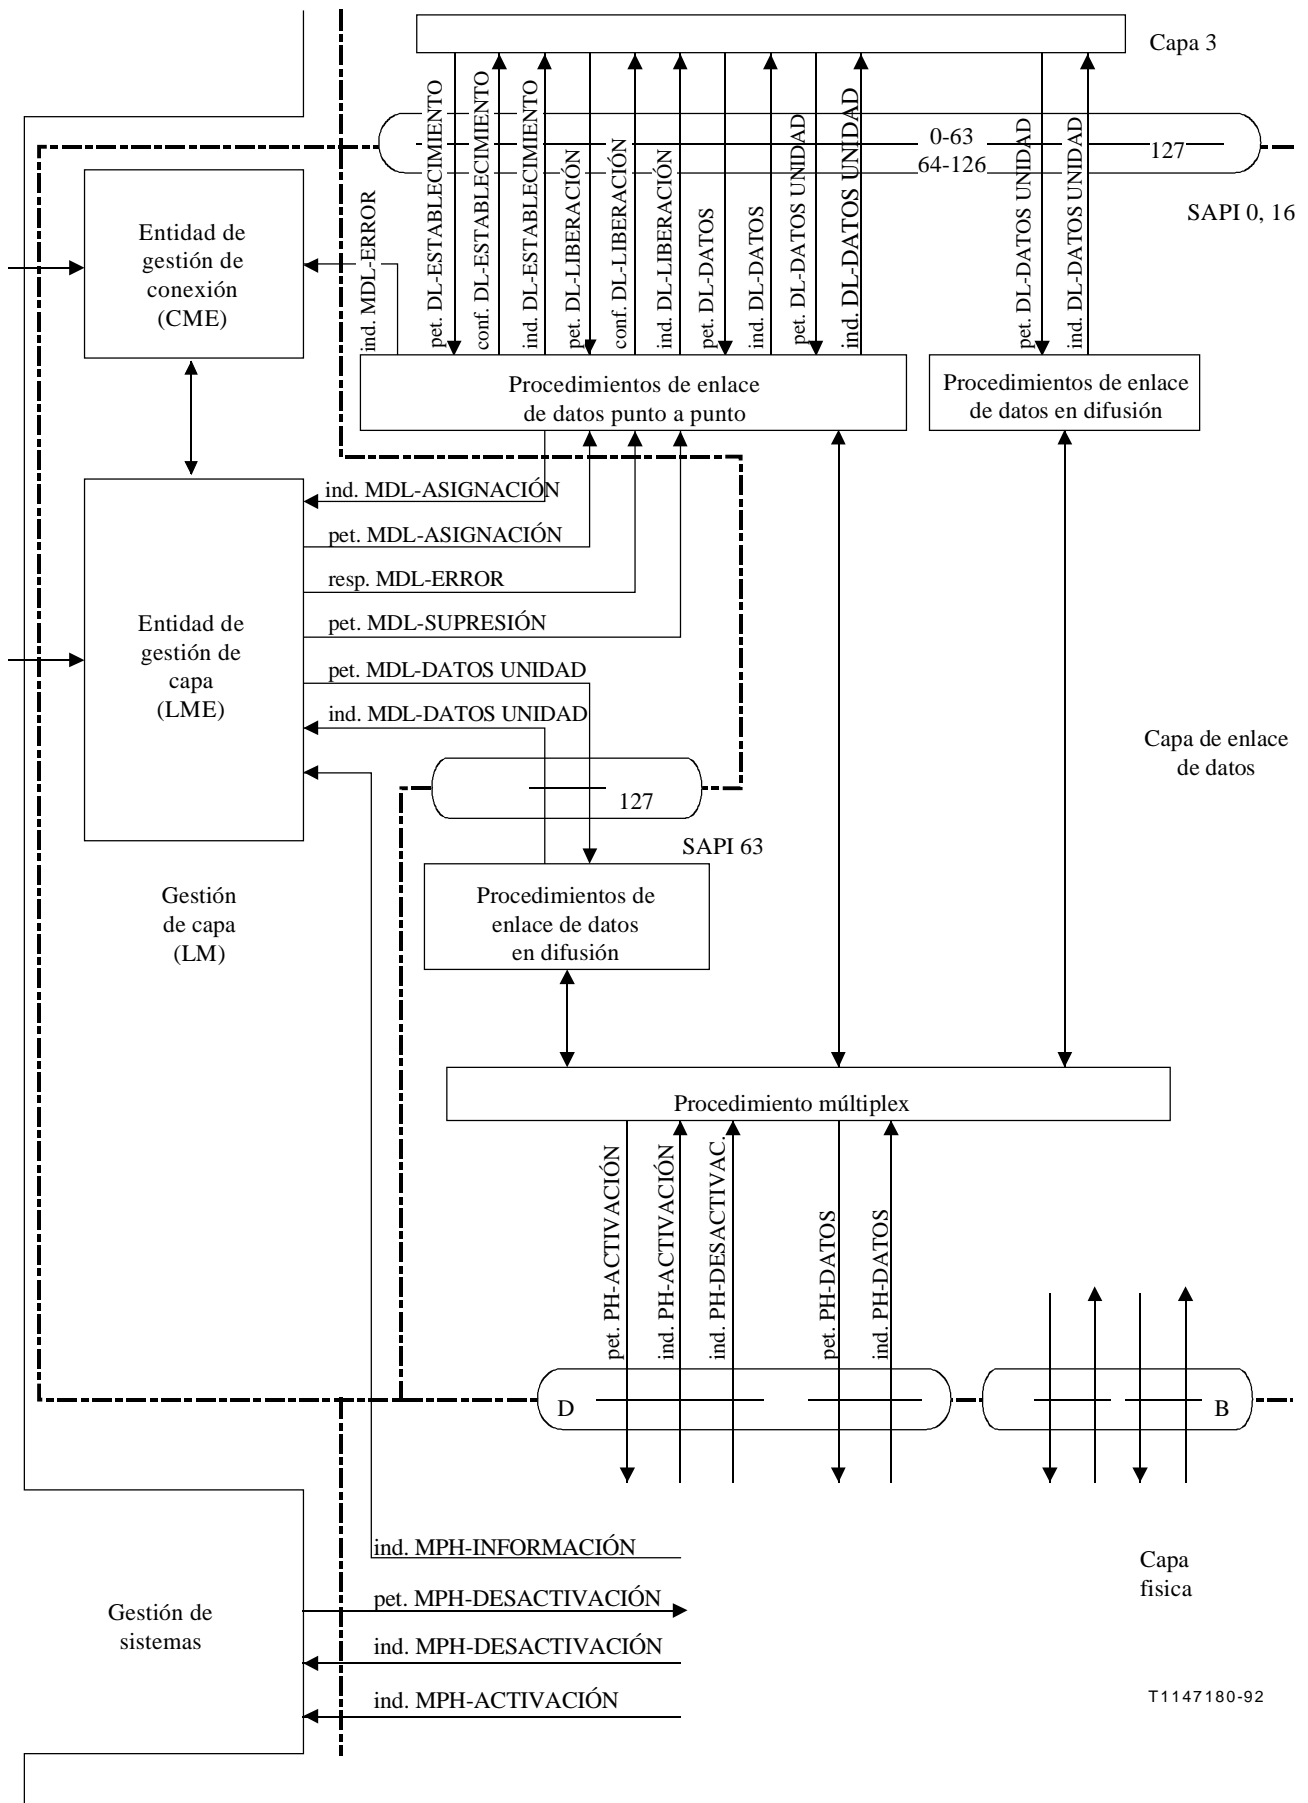 Capa 3
0-63
64-126
127
SAPI 0, 16
pet. DL-ESTABLECIMIENTO
conf. DL-ESTABLECIMIENTO
ind. DL-ESTABLECIMIENTO
pet. DL-LIBERACIÓN
conf. DL-LIBERACIÓN
ind. DL-LIBERACIÓN
pet. DL-DATOS
ind. DL-DATOS
pet. DL-DATOS UNIDAD
ind. DL-DATOS UNIDAD
pet. DL-DATOS UNIDAD
ind. DL-DATOS UNIDAD
ind. MDL-ERROR
Entidad de
gestión de
conexión
(CME)
Procedimientos de enlace
de datos punto a punto
Procedimientos de enlace
de datos en difusión
ind. MDL-ASIGNACIÓN
pet. MDL-ASIGNACIÓN
resp. MDL-ERROR
pet. MDL-SUPRESIÓN
pet. MDL-DATOS UNIDAD
ind. MDL-DATOS UNIDAD
Entidad de
gestión de
capa
(LME)
Capa de enlace
de datos
127
SAPI 63
Gestión
de capa
(LM)
Procedimientos de
enlace de datos
en difusión
Procedimiento múltiplex
pet. PH-ACTIVACIÓN
ind. PH-ACTIVACIÓN
ind. PH-DESACTIVAC.
pet. PH-DATOS
ind. PH-DATOS
D
B
ind. MPH-INFORMACIÓN
pet. MPH-DESACTIVACIÓN
ind. MPH-DESACTIVACIÓN
ind. MPH-ACTIVACIÓN
Gestión de
sistemas
Capa
fisica
T1147180-92